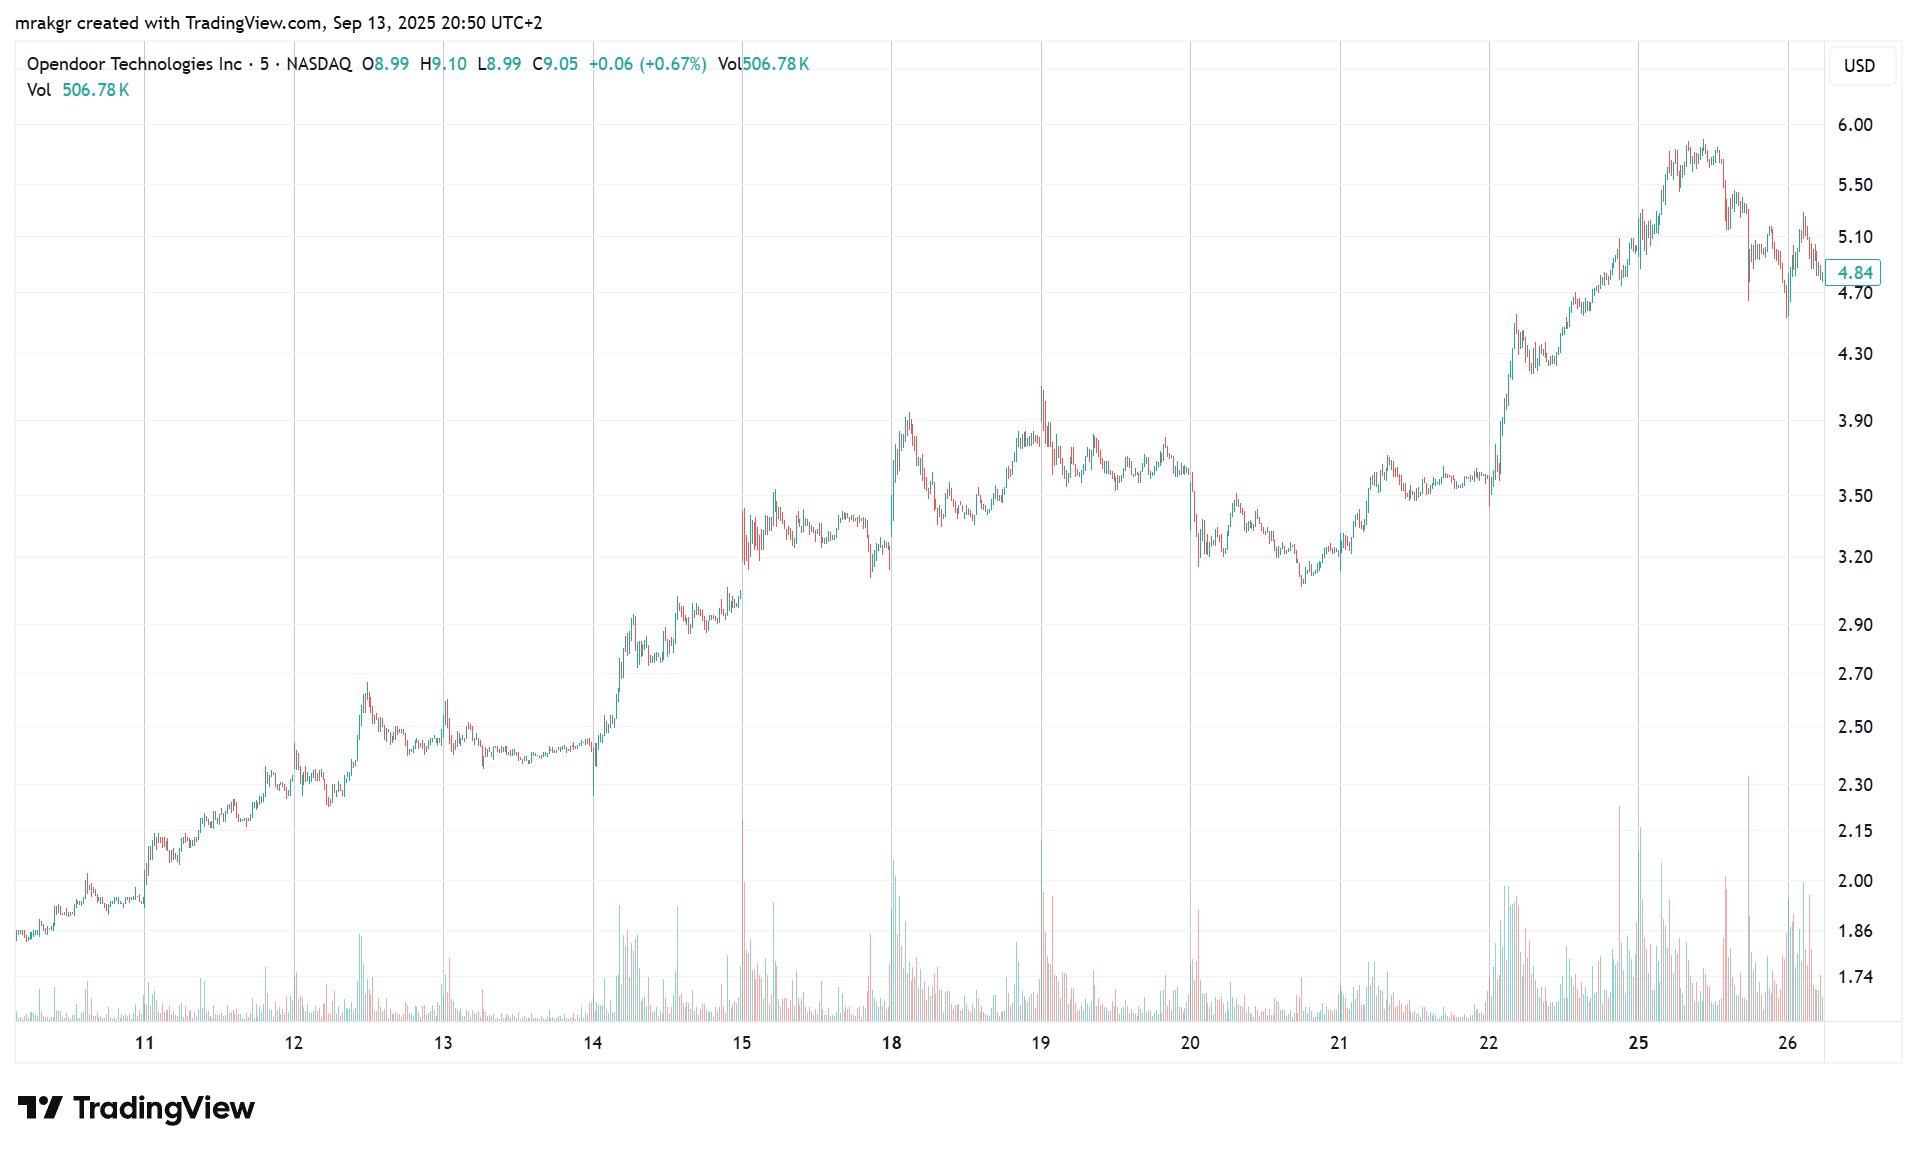 mrakgr created with TradingView.com, Sep 13, 2025 20:50 UTC+2
Opendoor Technologies Inc · 5 · NASDAQ O8.99 H9.10 L8.99 C9.05 +0.06 (+0.67%) Vol506.78K
Vol 506.78K
USD
6.00
5.50
5.10
4.84
4.70
4.30
3.90
3.50
3.20
2.90
2.70
2.50
2.30
2.15
2.00
1.86
1.74
11 12 13 14 15 18 19 20 21 22 25 26
TradingView